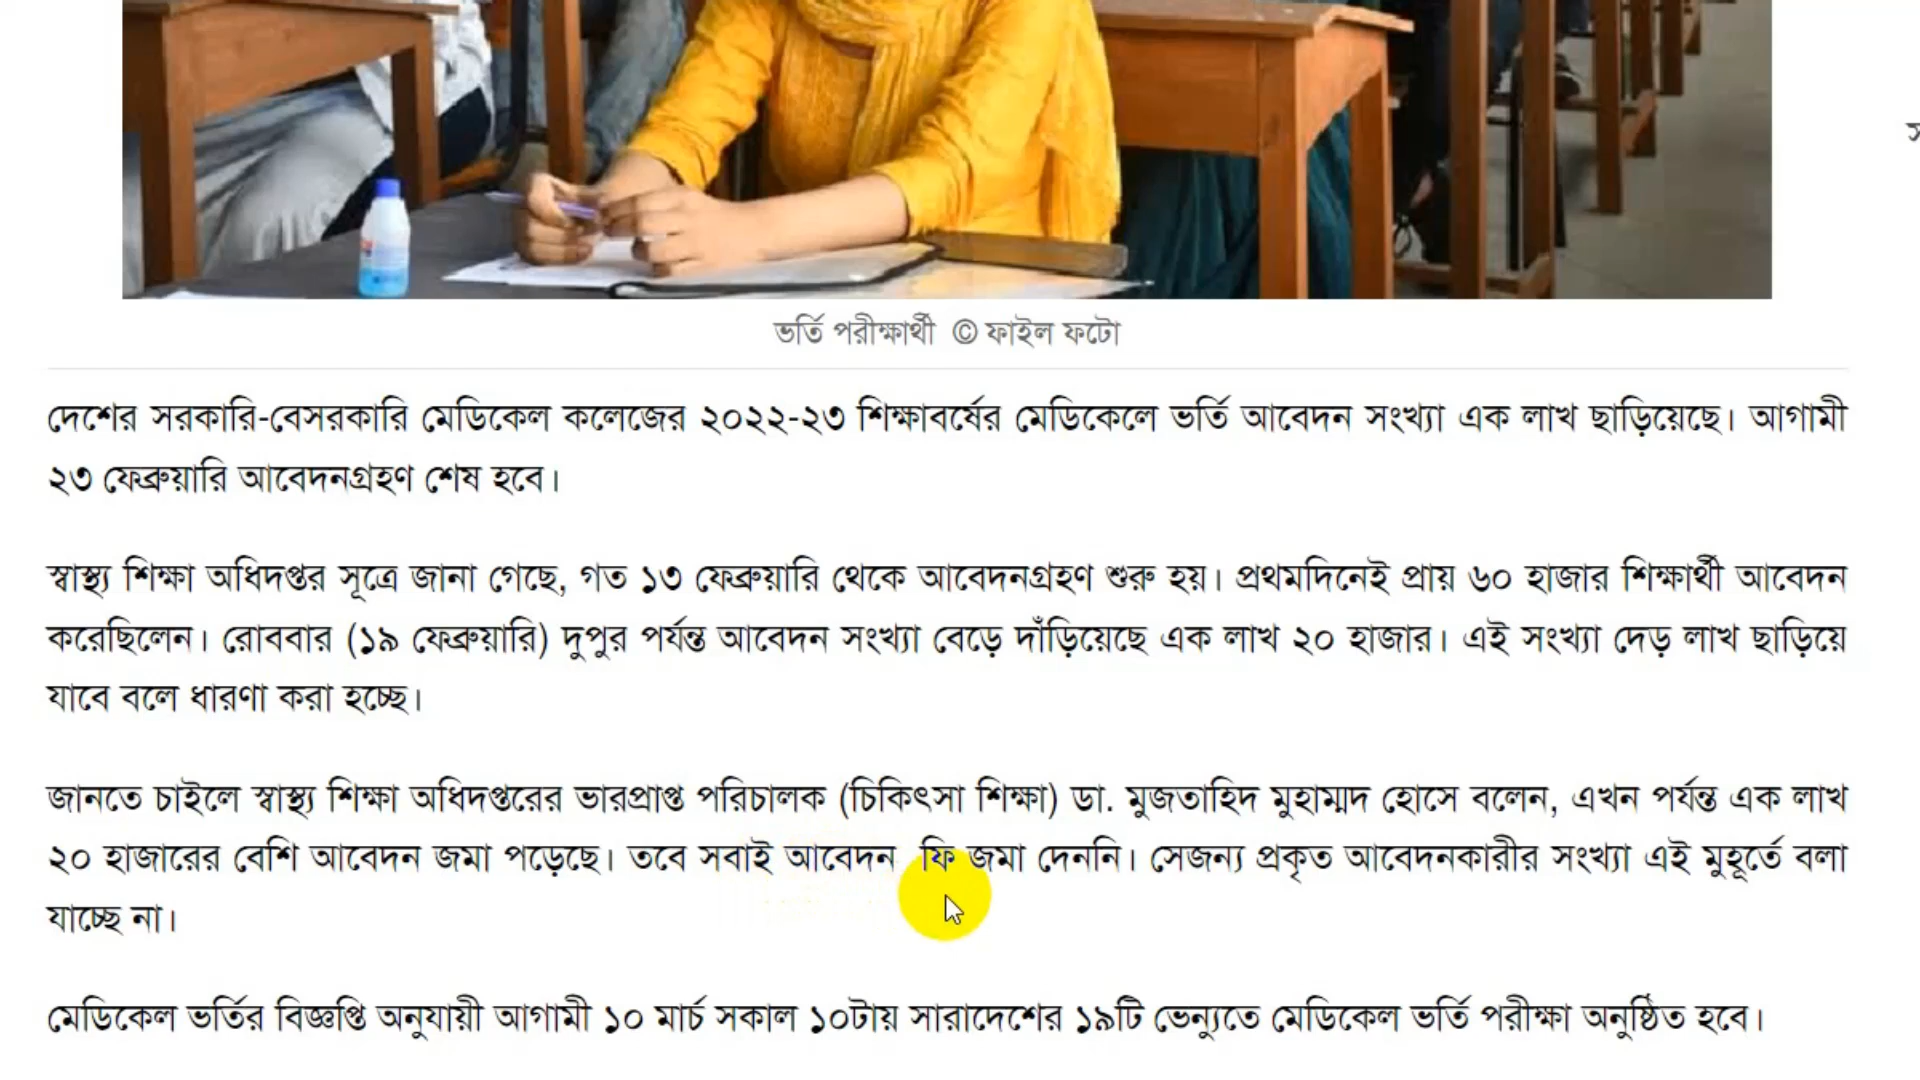 ভর্তি পরীক্ষার্থী © ফাইল ফটো
দেশের সরকারি-বেসরকারি মেডিকেল কলেজের ২০২২-২৩ শিক্ষাবর্ষের মেডিকেলে ভর্তি আবেদন সংখ্যা এক লাখ ছাড়িয়েছে। আগামী
২৩ ফেব্রুয়ারি আবেদনগ্রহণ শেষ হবে।
স্বাস্থ্য শিক্ষা অধিদপ্তর সূত্রে জানা গেছে, গত ১৩ ফেব্রুয়ারি থেকে আবেদনগ্রহণ শুরু হয়। প্রথমদিনেই প্রায় ৬০ হাজার শিক্ষার্থী আবেদন
করেছিলেন। রোববার (১৯ ফেব্রুয়ারি) দুপুর পর্যন্ত আবেদন সংখ্যা বেড়ে দাঁড়িয়েছে এক লাখ ২০ হাজার। এই সংখ্যা দেড় লাখ ছাড়িয়ে
যাবে বলে ধারণা করা হচ্ছে।
জানতে চাইলে স্বাস্থ্য শিক্ষা অধিদপ্তরের ভারপ্রাপ্ত পরিচালক (চিকিৎসা শিক্ষা) ডা. মুজতাহিদ মুহাম্মদ হোসে বলেন, এখন পর্যন্ত এক লাখ
২০ হাজারের বেশি আবেদন জমা পড়েছে। তবে সবাই আবেদন ফি জমা দেননি। সেজন্য প্রকৃত আবেদনকারীর সংখ্যা এই মুহূর্তে বলা
যাচ্ছে না।
মেডিকেল ভর্তির বিজ্ঞপ্তি অনুযায়ী আগামী ১০ মার্চ সকাল ১০টায় সারাদেশের ১৯টি ভেন্যুতে মেডিকেল ভর্তি পরীক্ষা অনুষ্ঠিত হবে।